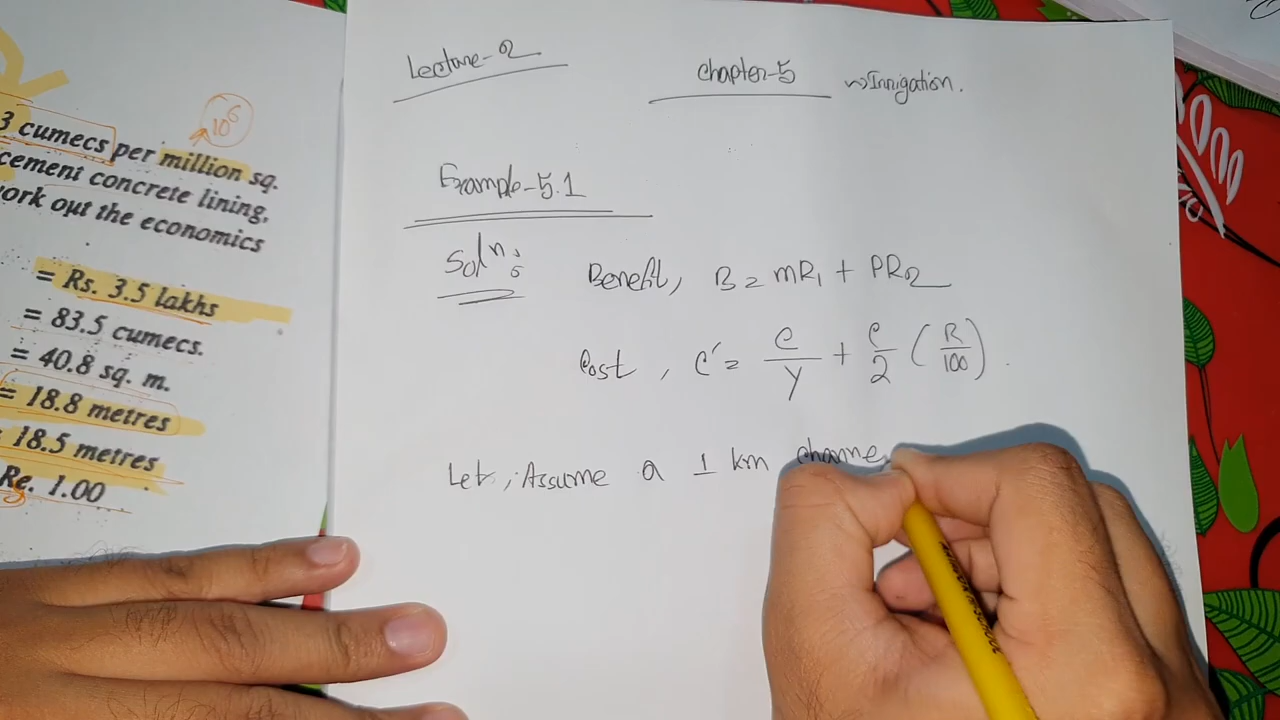 10^6
3 cumecs per million sq.
cement concrete lining,
ork out the economics
= Rs. 3.5 lakhs
= 83.5 cumecs.
= 40.8 sq. m.
= 18.8 metres
= 18.5 metres
Re. 1.00
Lecture-2
Chapter-5 Irrigation.
Example-5.1
Solⁿ:
Benefit, B = mR₁ + PR₂
Cost, C' = C/Y + C/2 (R/100).
Let, Assume a 1 km channe